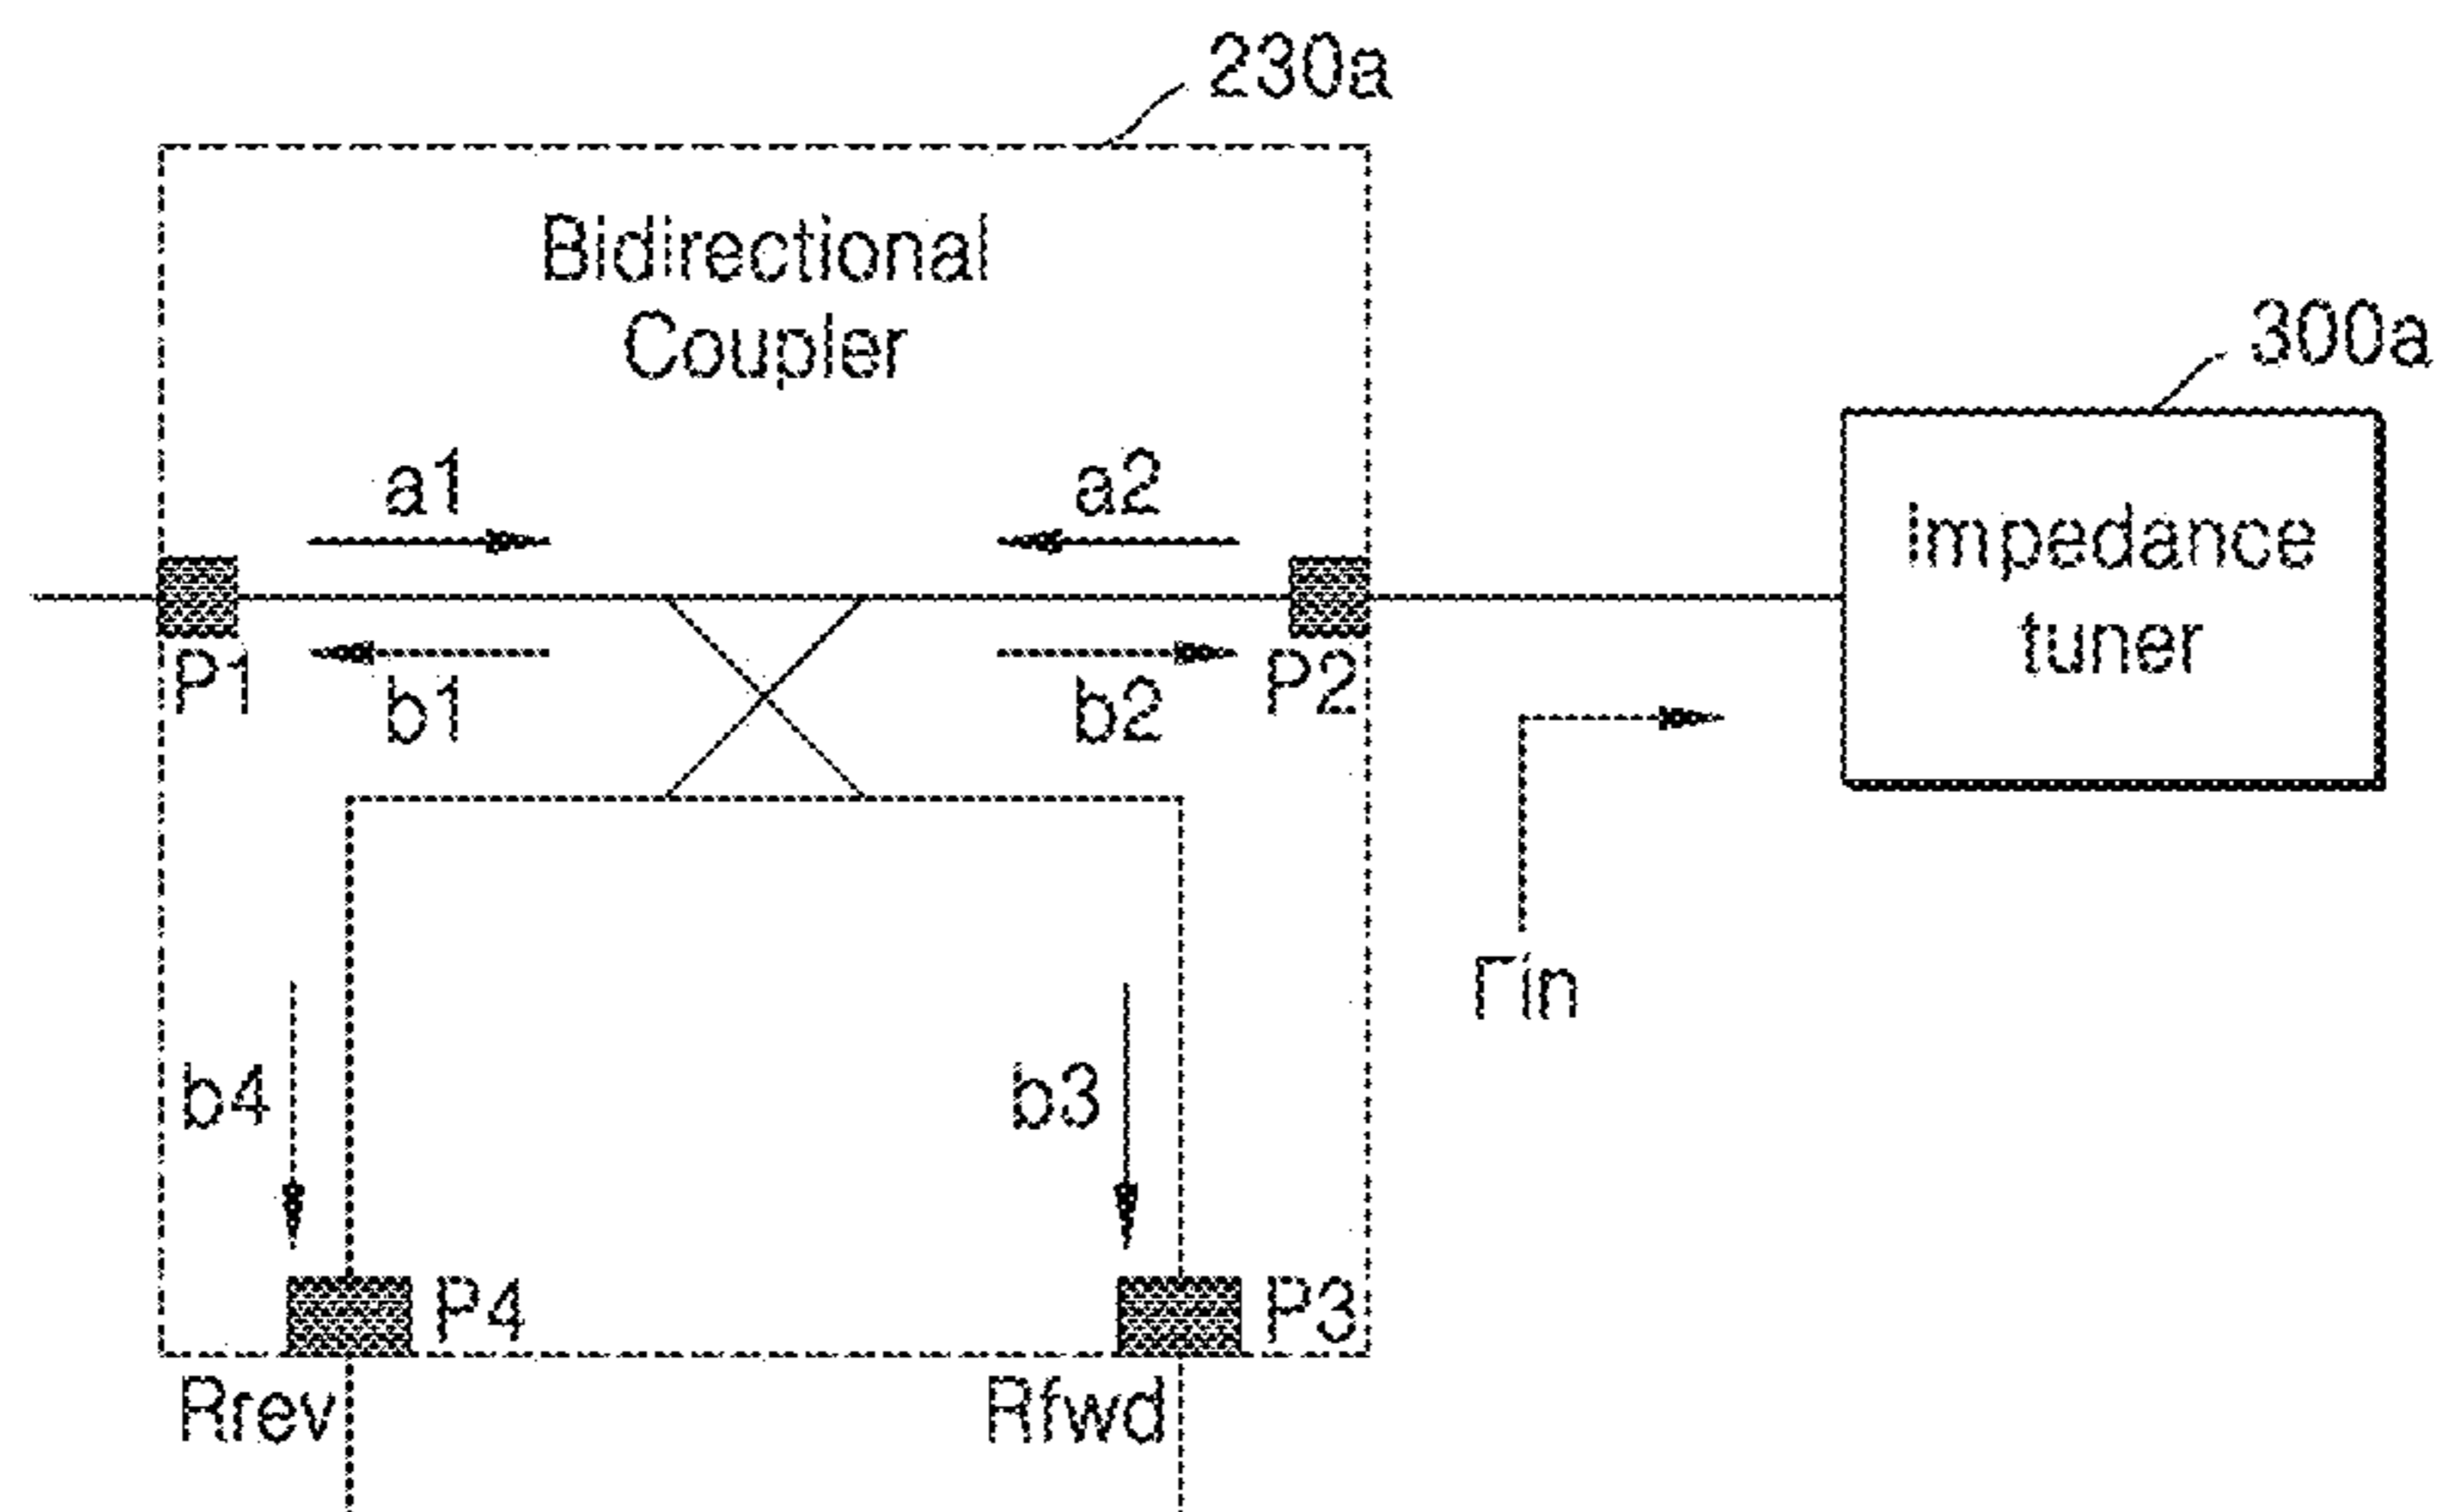 230a
Bidirectional
Coupler
300a
a1
a2
Impedance
tuner
P1
b1
b2
P2
Γin
b4
b3
P4
P3
Rrev
Rfwd